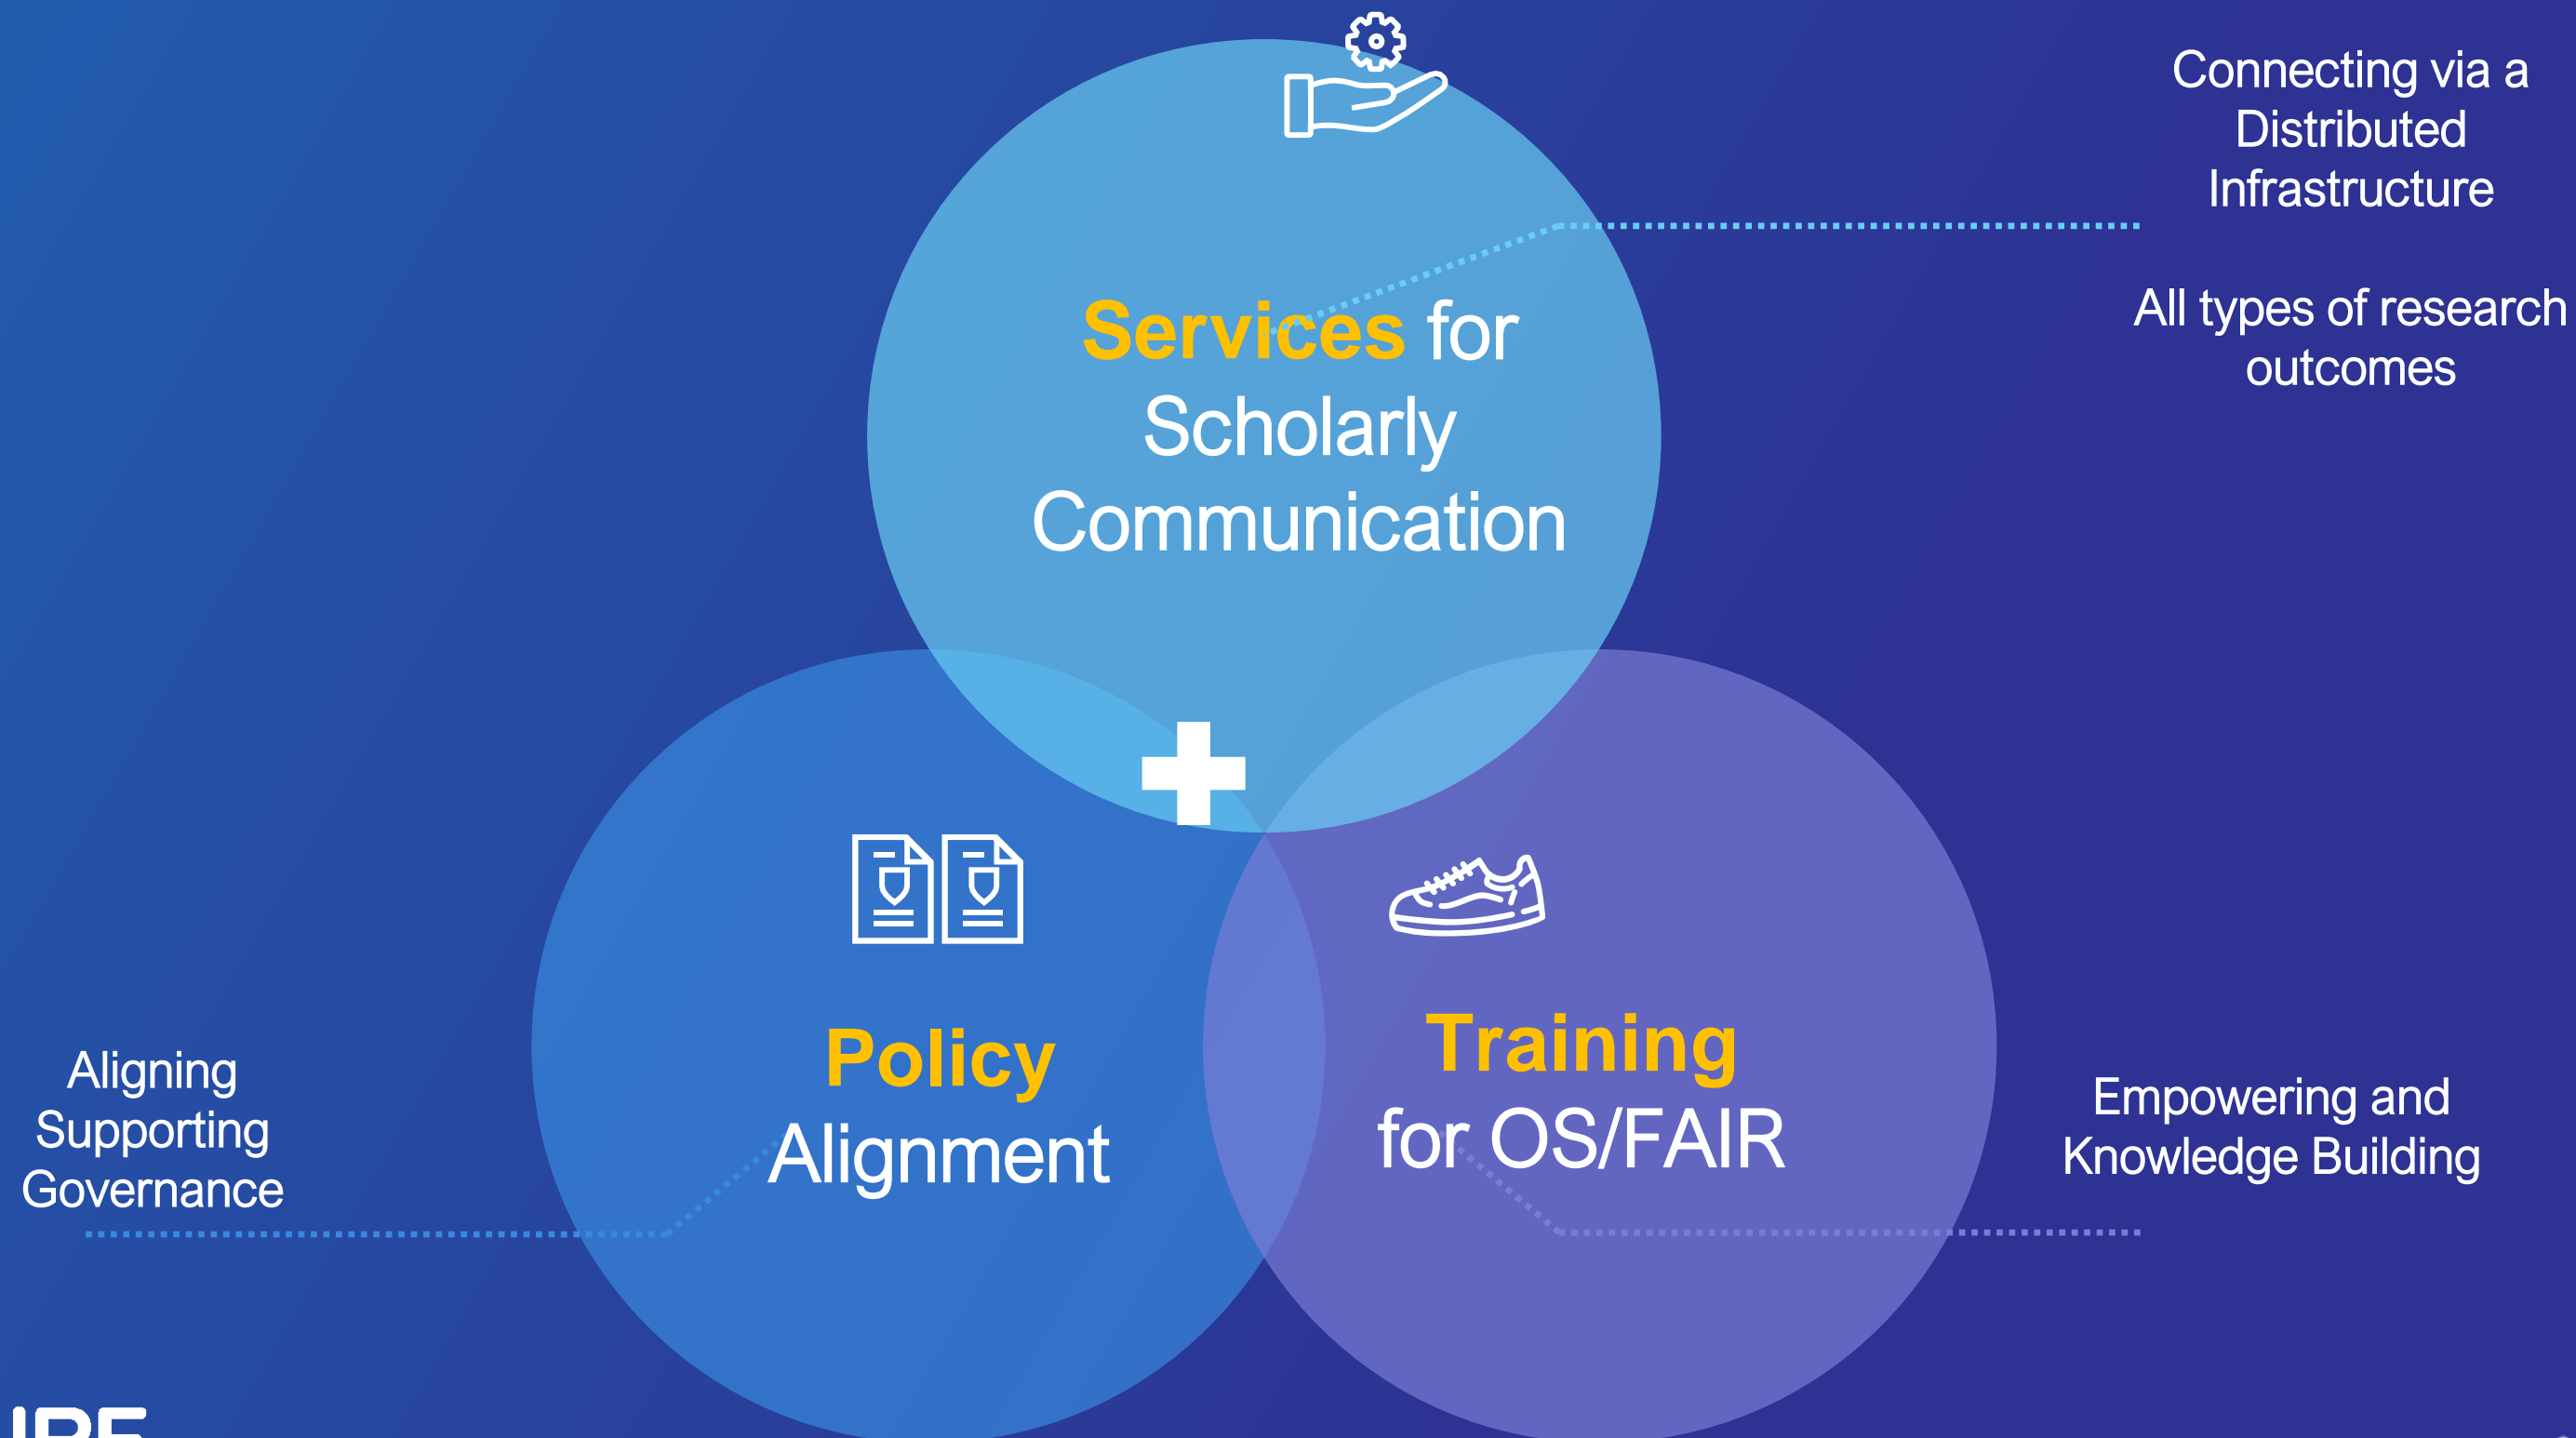 Connecting via a
Distributed
Infrastructure
All types of research
outcomes
Services for
Scholarly
Communication
Policy
Alignment
Training
for OS/FAIR
Aligning
Supporting
Governance
Empowering and
Knowledge Building